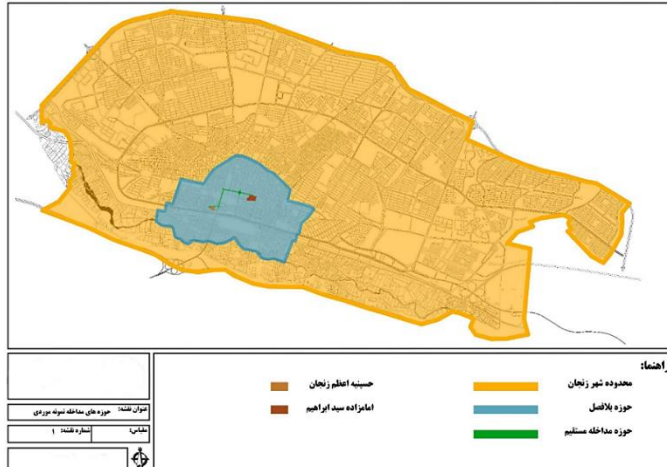 راهنما:
محدوده شهر زنجان
حوزه بلافصل
حوزه مداخله مستقیم
حسینیه اعظم زنجان
امامزاده سید ابراهیم
عنوان نقشه: حوزه های مداخله نمونه موردی
مقیاس: شماره نقشه: ۱